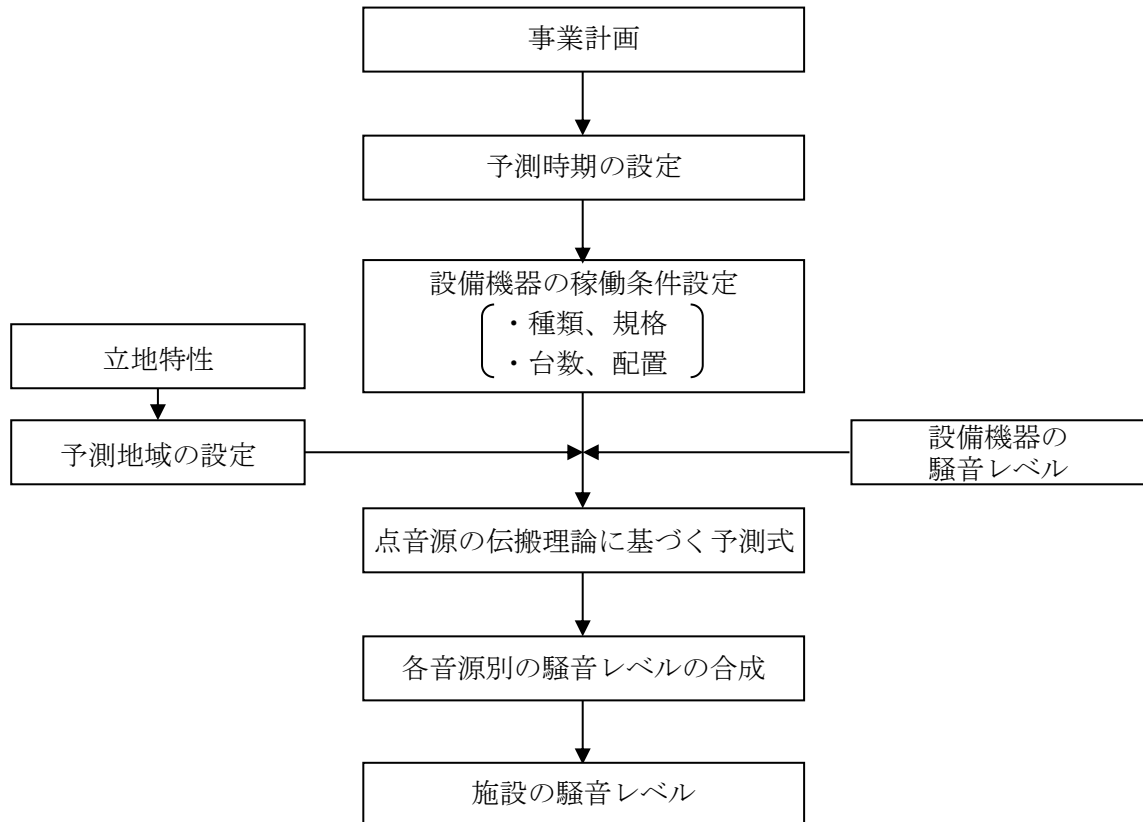 事業計画
予測時期の設定
設備機器の稼働条件設定
・種類、規格
・台数、配置
立地特性
予測地域の設定
設備機器の
騒音レベル
点音源の伝搬理論に基づく予測式
各音源別の騒音レベルの合成
施設の騒音レベル